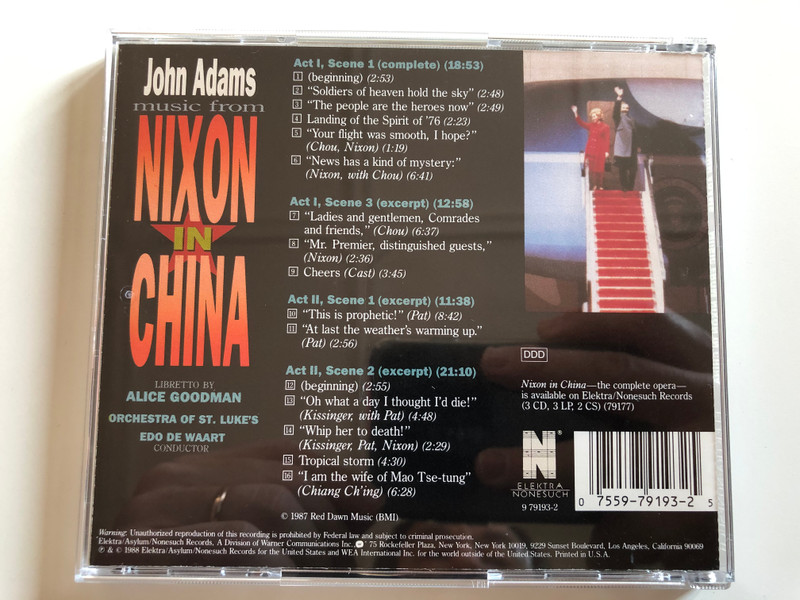 John Adams
music from
NIXON
IN
CHINA
LIBRETTO BY
ALICE GOODMAN
ORCHESTRA OF ST. LUKE'S
EDO DE WAART
CONDUCTOR
Act I, Scene 1 (complete) (18:53)
1 (beginning) (2:53)
2 "Soldiers of heaven hold the sky" (2:48)
3 "The people are the heroes now" (2:49)
4 Landing of the Spirit of '76 (2:23)
5 "Your flight was smooth, I hope?"
(Chou, Nixon) (1:19)
6 "News has a kind of mystery:"
(Nixon, with Chou) (6:41)
Act I, Scene 3 (excerpt) (12:58)
7 "Ladies and gentlemen, Comrades
and friends," (Chou) (6:37)
8 "Mr. Premier, distinguished guests,"
(Nixon) (2:36)
9 Cheers (Cast) (3:45)
Act II, Scene 1 (excerpt) (11:38)
10 "This is prophetic!" (Pat) (8:42)
11 "At last the weather's warming up."
(Pat) (2:56)
Act II, Scene 2 (excerpt) (21:10)
12 (beginning) (2:55)
13 "Oh what a day I thought I'd die!"
(Kissinger, with Pat) (4:48)
14 "Whip her to death!"
(Kissinger, Pat, Nixon) (2:29)
15 Tropical storm (4:30)
16 "I am the wife of Mao Tse-tung"
(Chiang Ch'ing) (6:28)
© 1987 Red Dawn Music (BMI)
DDD
Nixon in China—the complete opera—
is available on Elektra/Nonesuch Records
(3 CD, 3 LP, 2 CS) (79177)
N®
ELEKTRA
NONESUCH
9 79193-2
0 7559-79193-2 5
Warning: Unauthorized reproduction of this recording is prohibited by Federal law and subject to criminal prosecution.
Elektra/Asylum/Nonesuch Records, A Division of Warner Communications Inc. 75 Rockefeller Plaza, New York, New York 10019, 9229 Sunset Boulevard, Los Angeles, California 90069
℗ & © 1988 Elektra/Asylum/Nonesuch Records for the United States and WEA International Inc. for the world outside of the United States. Printed in U.S.A.